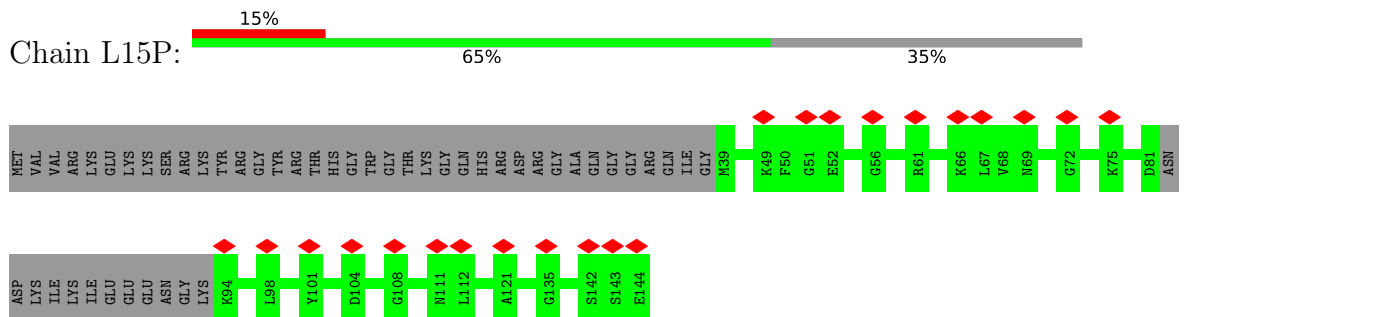 15%
Chain L15P:
65% 35%
MET VAL VAL ARG LYS GLU LYS LYS SER ARG LYS TYR ARG GLY TYR ARG THR HIS GLY TRP GLY THR LYS GLY GLN HIS ARG ASP ARG GLY ALA GLN GLY GLY ARG GLN ILE GLY M39 K49 F50 G51 E52 G56 R61 K66 L67 V68 N69 G72 K75 D81 ASN
ASP LYS ILE LYS ILE GLU GLU GLU ASN GLY LYS K94 L98 Y101 D104 G108 N111 L112 A121 G135 S142 S143 E144